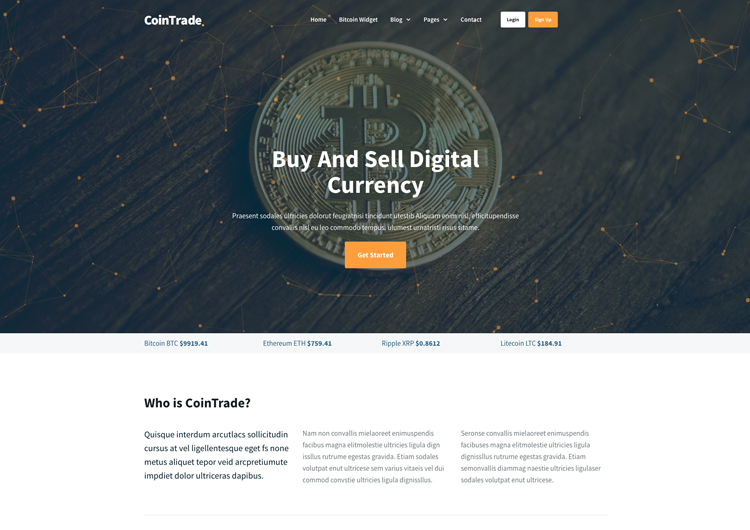 CoinTrade.
Home Bitcoin Widget Blog Pages Contact Login Sign Up
Buy And Sell Digital
Currency
Praesent sodales ultricies dolorut feugiatnisi tincidunt utestib Aliquam enim nisl, efficitupendisse
convallis nisl eu leo commodo tempus, ulumest urnatristi risus sitame.
Get Started
Bitcoin BTC $9919.41 Ethereum ETH $759.41 Ripple XRP $0.8612 Litecoin LTC $184.91
Who is CoinTrade?
Quisque interdum arcutlacs sollicitudin
cursus at vel ligellentesque eget fs none
metus aliquet tepor veid arcpretiumute
impdiet dolor ultriceras dapibus.
Nam non convallis mielaoreet enimuspendis
facibus magna elitmolestie ultricies ligula dign
issllus rutrume egestas gravida. Etiam sodales
volutpat enut ultricese sem varius vitaeis vel dui
commod convstie ultricies ligula dignissllus.
Seronse convallis mielaoreet enimuspendis
facibuses magna elitmolestie ultricies ligula
dignissllus rutrume egestas gravida. Etiam
semonvallis diammag naestie ultricies ligulaser
sodales volutpat enut ultricese.